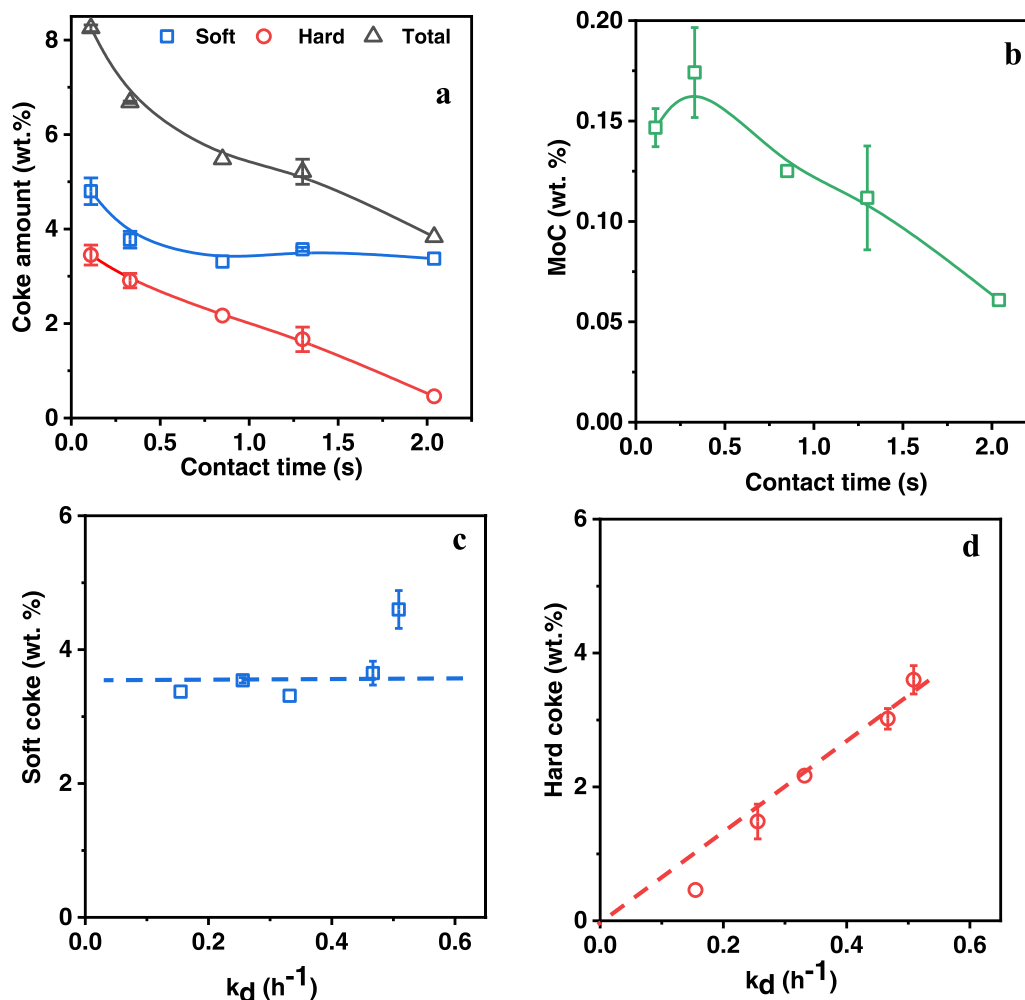 Soft Hard Total
a
Coke amount (wt.%)
8
6
4
2
0
0.0 0.5 1.0 1.5 2.0
Contact time (s)
b
MoC (wt. %)
0.20
0.15
0.10
0.05
0.00
0.0 0.5 1.0 1.5 2.0
Contact time (s)
c
Soft coke (wt. %)
6
4
2
0
0.0 0.2 0.4 0.6
kd (h-1)
d
Hard coke (wt.%)
6
4
2
0
0.0 0.2 0.4 0.6
kd (h-1)